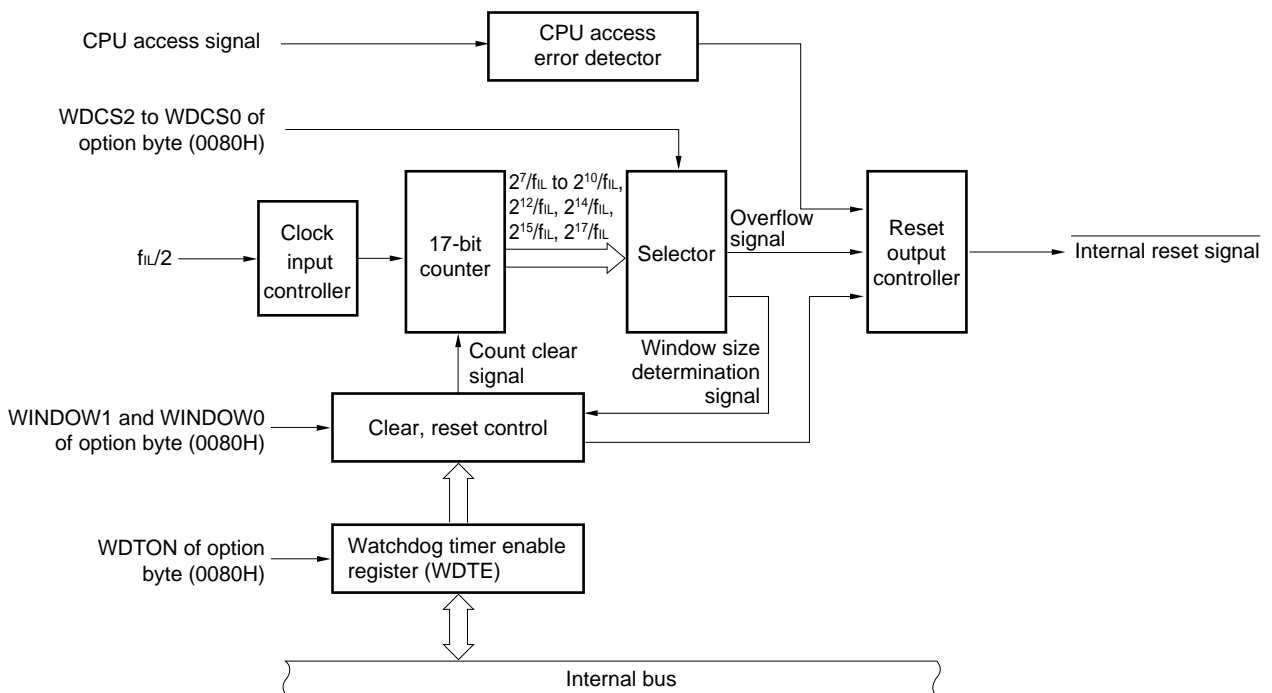 CPU access signal
CPU access
error detector
WDCS2 to WDCS0 of
option byte (0080H)
fIL/2
Clock
input
controller
17-bit
counter
2⁷/fIL to 2¹⁰/fIL,
2¹²/fIL, 2¹⁴/fIL,
2¹⁵/fIL, 2¹⁷/fIL
Selector
Overflow
signal
Reset
output
controller
Internal reset signal
Count clear
signal
Window size
determination
signal
WINDOW1 and WINDOW0
of option byte (0080H)
Clear, reset control
WDTON of option
byte (0080H)
Watchdog timer enable
register (WDTE)
Internal bus